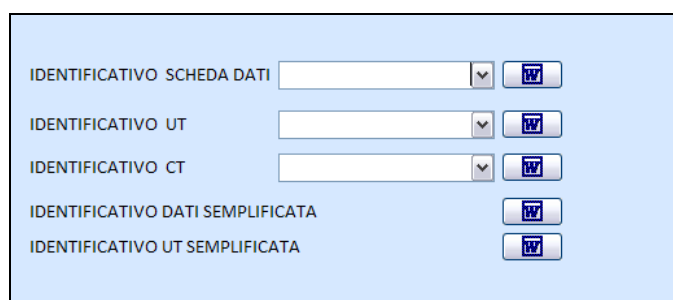 IDENTIFICATIVO SCHEDA DATI
IDENTIFICATIVO UT
IDENTIFICATIVO CT
IDENTIFICATIVO DATI SEMPLIFICATA
IDENTIFICATIVO UT SEMPLIFICATA